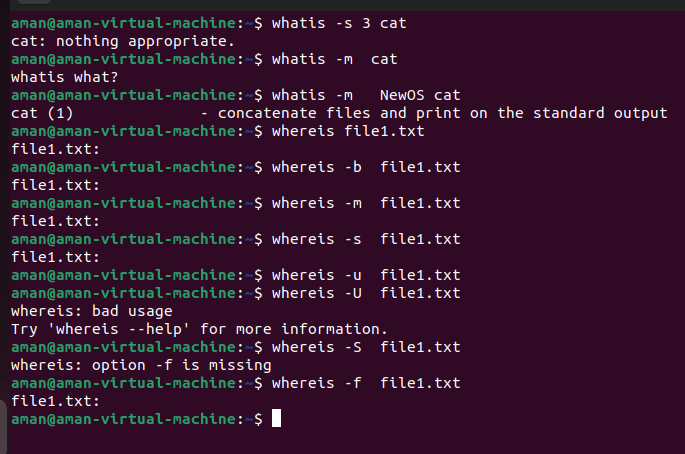 aman@aman-virtual-machine:~$ whatis -s 3 cat
cat: nothing appropriate.
aman@aman-virtual-machine:~$ whatis -m  cat
whatis what?
aman@aman-virtual-machine:~$ whatis -m   NewOS cat
cat (1)              - concatenate files and print on the standard output
aman@aman-virtual-machine:~$ whereis file1.txt
file1.txt:
aman@aman-virtual-machine:~$ whereis -b  file1.txt
file1.txt:
aman@aman-virtual-machine:~$ whereis -m  file1.txt
file1.txt:
aman@aman-virtual-machine:~$ whereis -s  file1.txt
file1.txt:
aman@aman-virtual-machine:~$ whereis -u  file1.txt
aman@aman-virtual-machine:~$ whereis -U  file1.txt
whereis: bad usage
Try 'whereis --help' for more information.
aman@aman-virtual-machine:~$ whereis -S  file1.txt
whereis: option -f is missing
aman@aman-virtual-machine:~$ whereis -f  file1.txt
file1.txt:
aman@aman-virtual-machine:~$